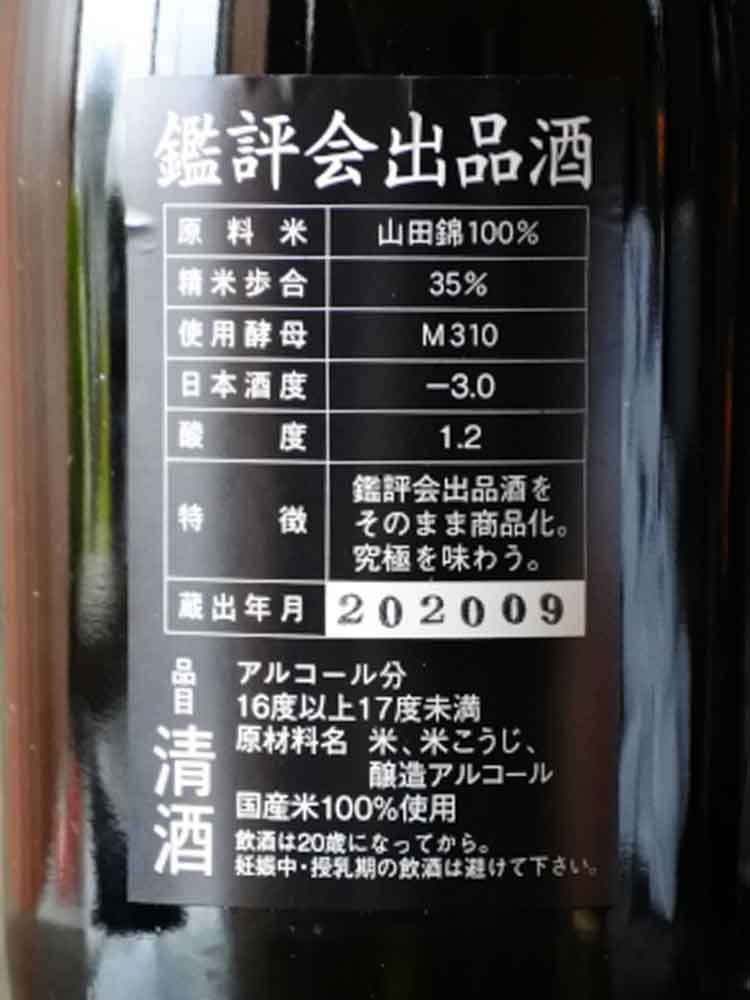 鑑評会出品酒
原料米 山田錦100%
精米歩合 35%
使用酵母 M310
日本酒度 −3.0
酸度 1.2
特徴 鑑評会出品酒を
そのまま商品化。
究極を味わう。
蔵出年月 202009
品目
清酒
アルコール分
16度以上17度未満
原材料名 米、米こうじ、
醸造アルコール
国産米100%使用
飲酒は20歳になってから。
妊娠中・授乳期の飲酒は避けて下さい。